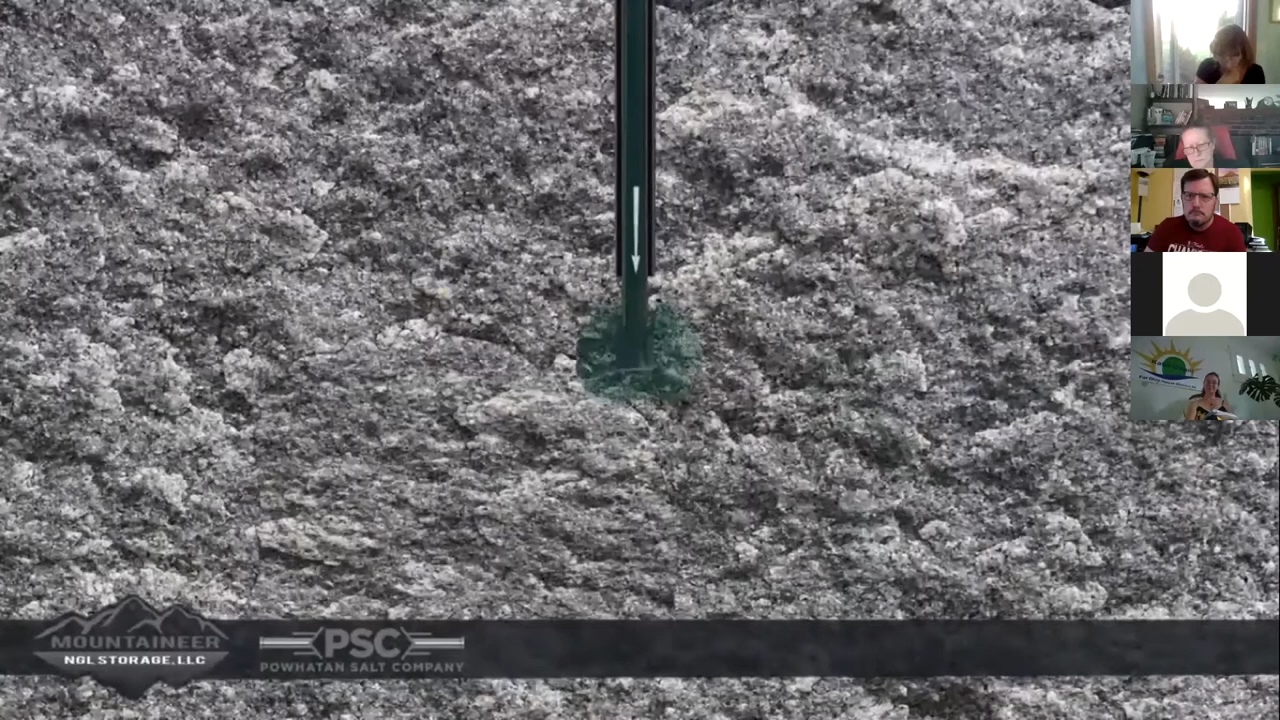 MOUNTAINEER
NGL STORAGE, LLC
PSC
POWHATAN SALT COMPANY